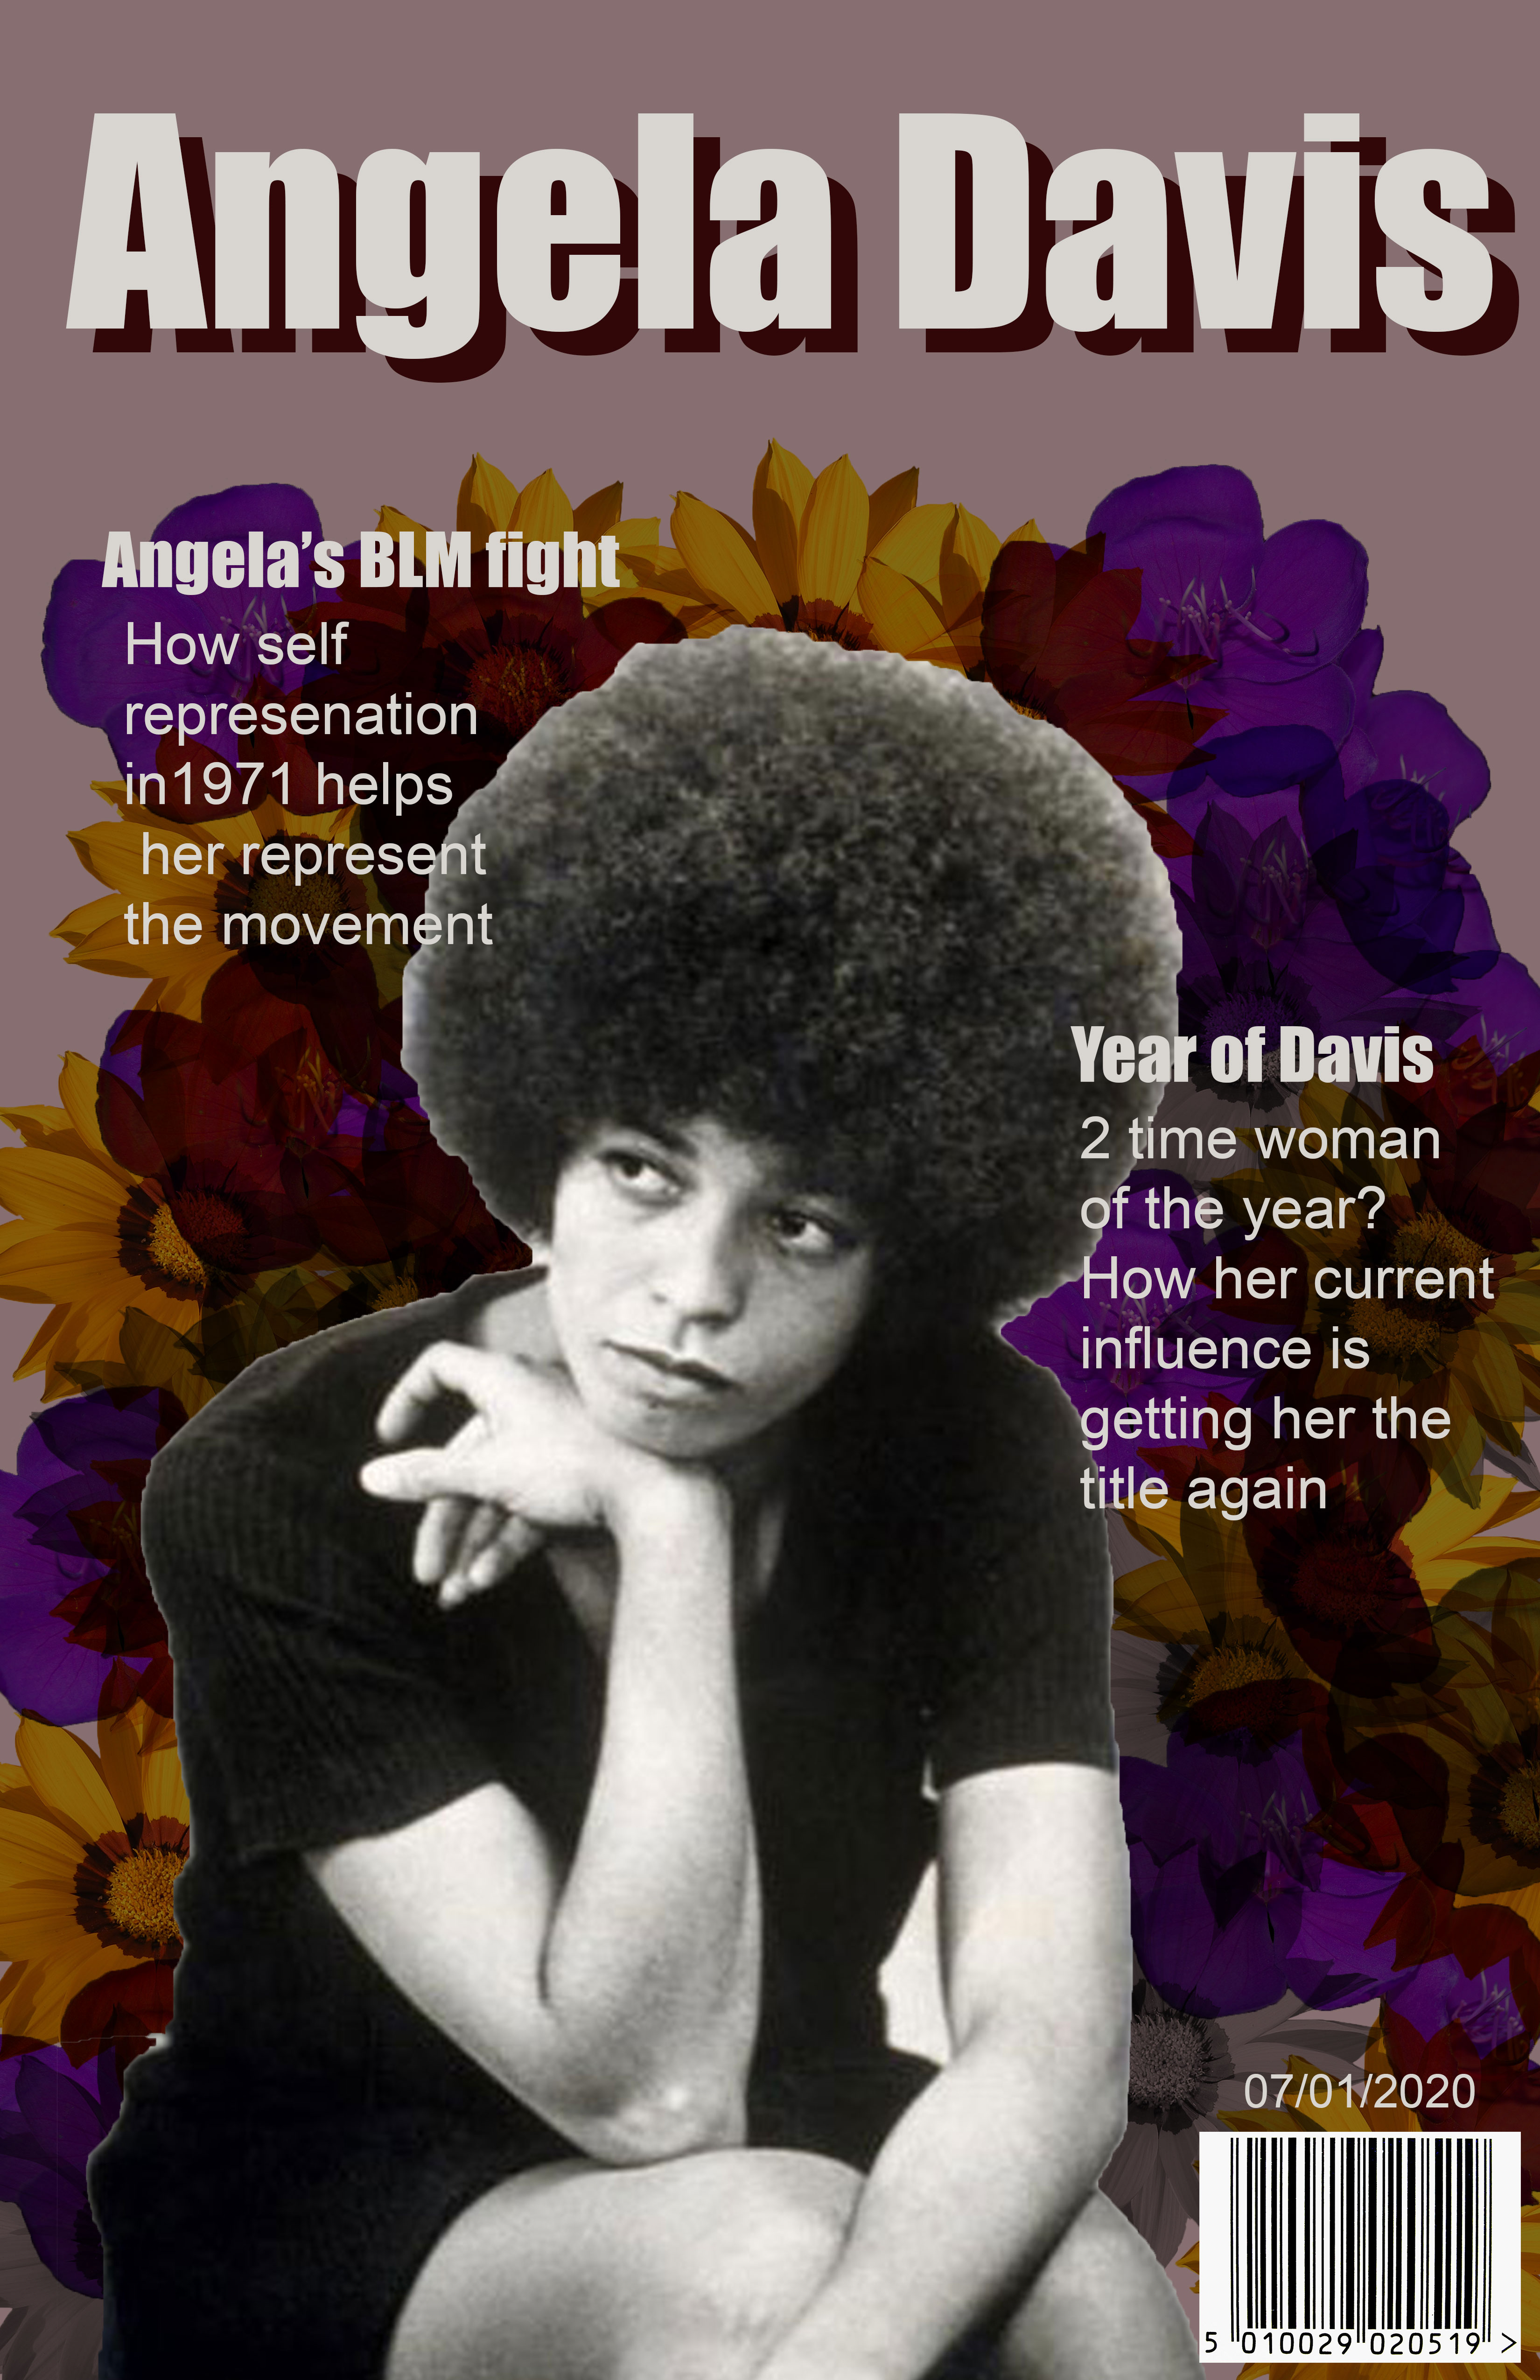 Angela Davis
Angela’s BLM fight
How self
represenation
in1971 helps
her represent
the movement
Year of Davis
2 time woman
of the year?
How her current
influence is
getting her the
title again
07/01/2020
5 010029 020519 >